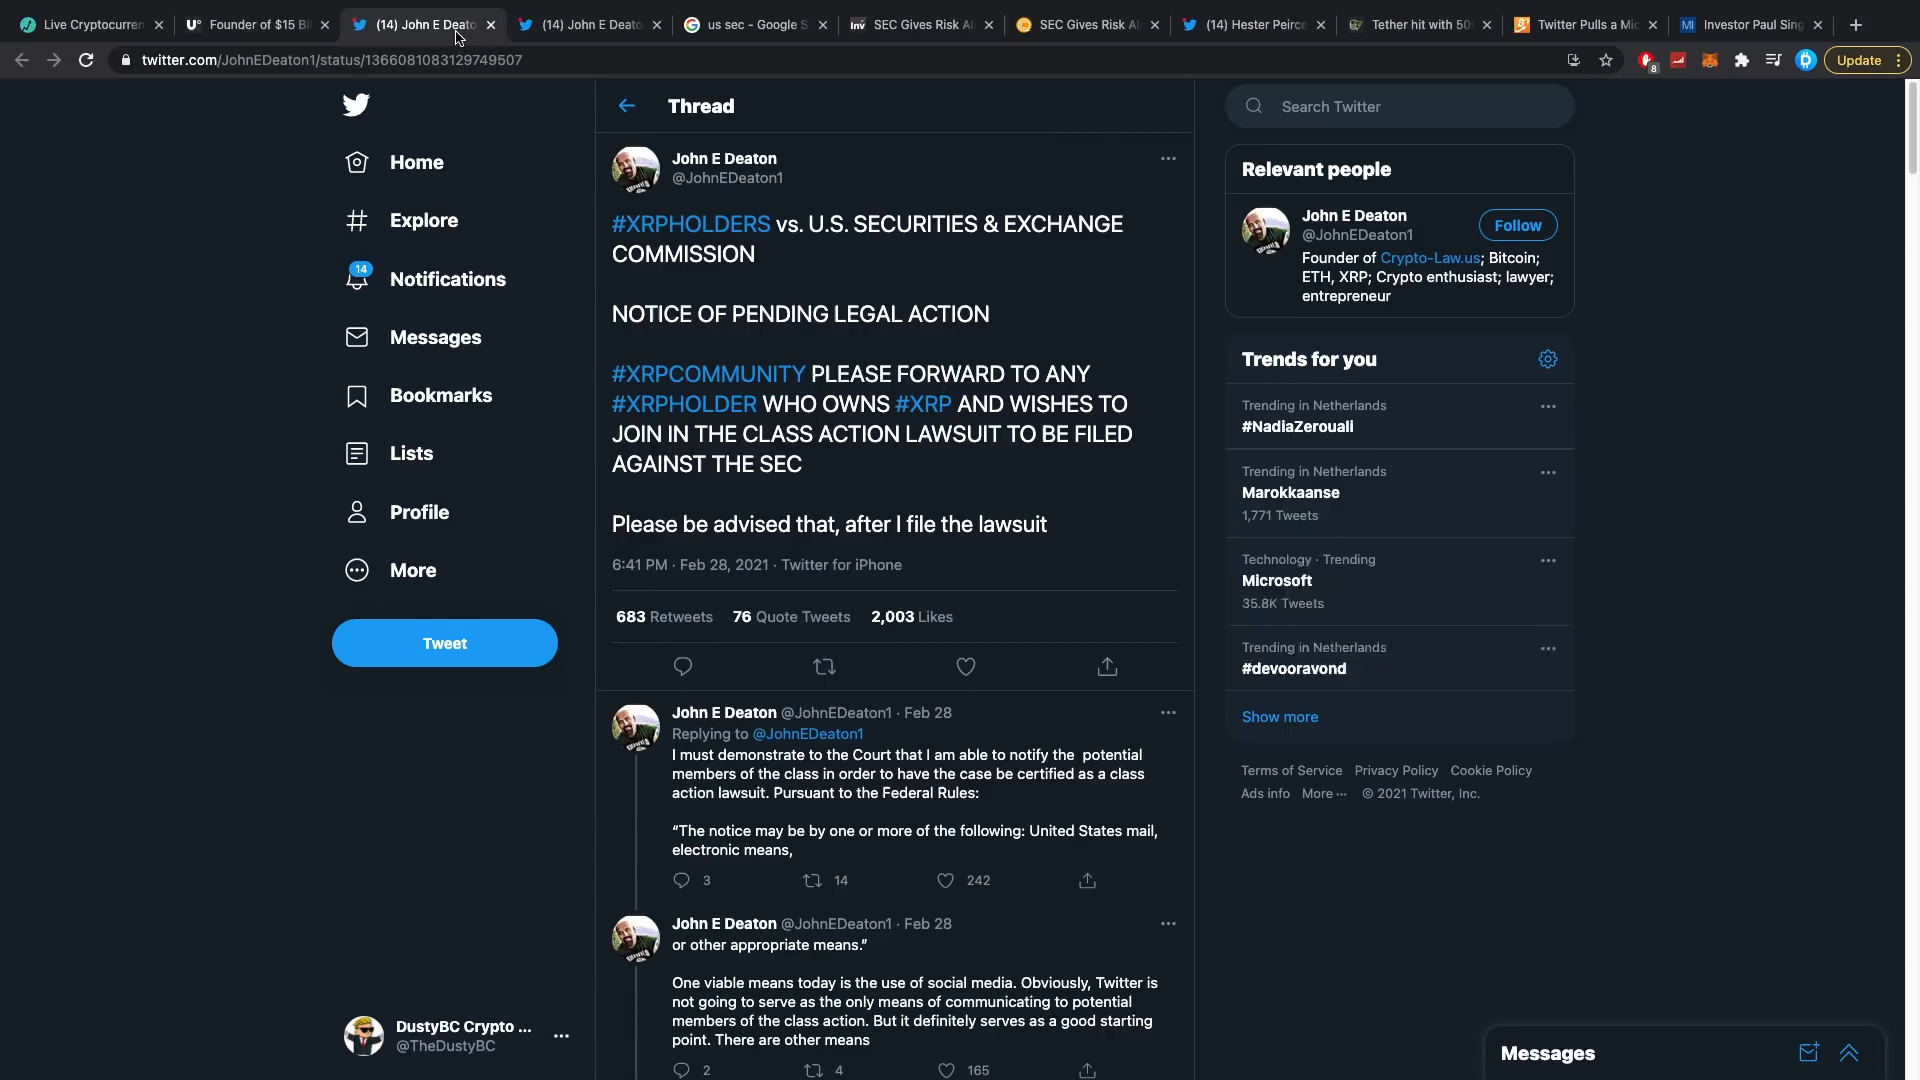 Live Cryptocurren
Founder of $15 Bi
(14) John E Deato
(14) John E Deato
us sec - Google S
SEC Gives Risk Al
SEC Gives Risk Al
(14) Hester Peirce
Tether hit with 50
Twitter Pulls a Mic
Investor Paul Sing
twitter.com/JohnEDeaton1/status/1366081083129749507
8
Update
Home
Explore
14
Notifications
Messages
Bookmarks
Lists
Profile
More
Tweet
DustyBC Crypto ...
@TheDustyBC
Thread
John E Deaton
@JohnEDeaton1
#XRPHOLDERS vs. U.S. SECURITIES & EXCHANGE
COMMISSION
NOTICE OF PENDING LEGAL ACTION
#XRPCOMMUNITY PLEASE FORWARD TO ANY
#XRPHOLDER WHO OWNS #XRP AND WISHES TO
JOIN IN THE CLASS ACTION LAWSUIT TO BE FILED
AGAINST THE SEC
Please be advised that, after I file the lawsuit
6:41 PM · Feb 28, 2021 · Twitter for iPhone
683 Retweets 76 Quote Tweets 2,003 Likes
John E Deaton @JohnEDeaton1 · Feb 28
Replying to @JohnEDeaton1
I must demonstrate to the Court that I am able to notify the potential
members of the class in order to have the case be certified as a class
action lawsuit. Pursuant to the Federal Rules:
“The notice may be by one or more of the following: United States mail,
electronic means,
3 14 242
John E Deaton @JohnEDeaton1 · Feb 28
or other appropriate means.”
One viable means today is the use of social media. Obviously, Twitter is
not going to serve as the only means of communicating to potential
members of the class action. But it definitely serves as a good starting
point. There are other means
2 4 165
Search Twitter
Relevant people
John E Deaton
@JohnEDeaton1
Follow
Founder of Crypto-Law.us; Bitcoin;
ETH, XRP; Crypto enthusiast; lawyer;
entrepreneur
Trends for you
Trending in Netherlands
#NadiaZerouali
Trending in Netherlands
Marokkaanse
1,771 Tweets
Technology · Trending
Microsoft
35.8K Tweets
Trending in Netherlands
#devooravond
Show more
Terms of Service Privacy Policy Cookie Policy
Ads info More ··· © 2021 Twitter, Inc.
Messages